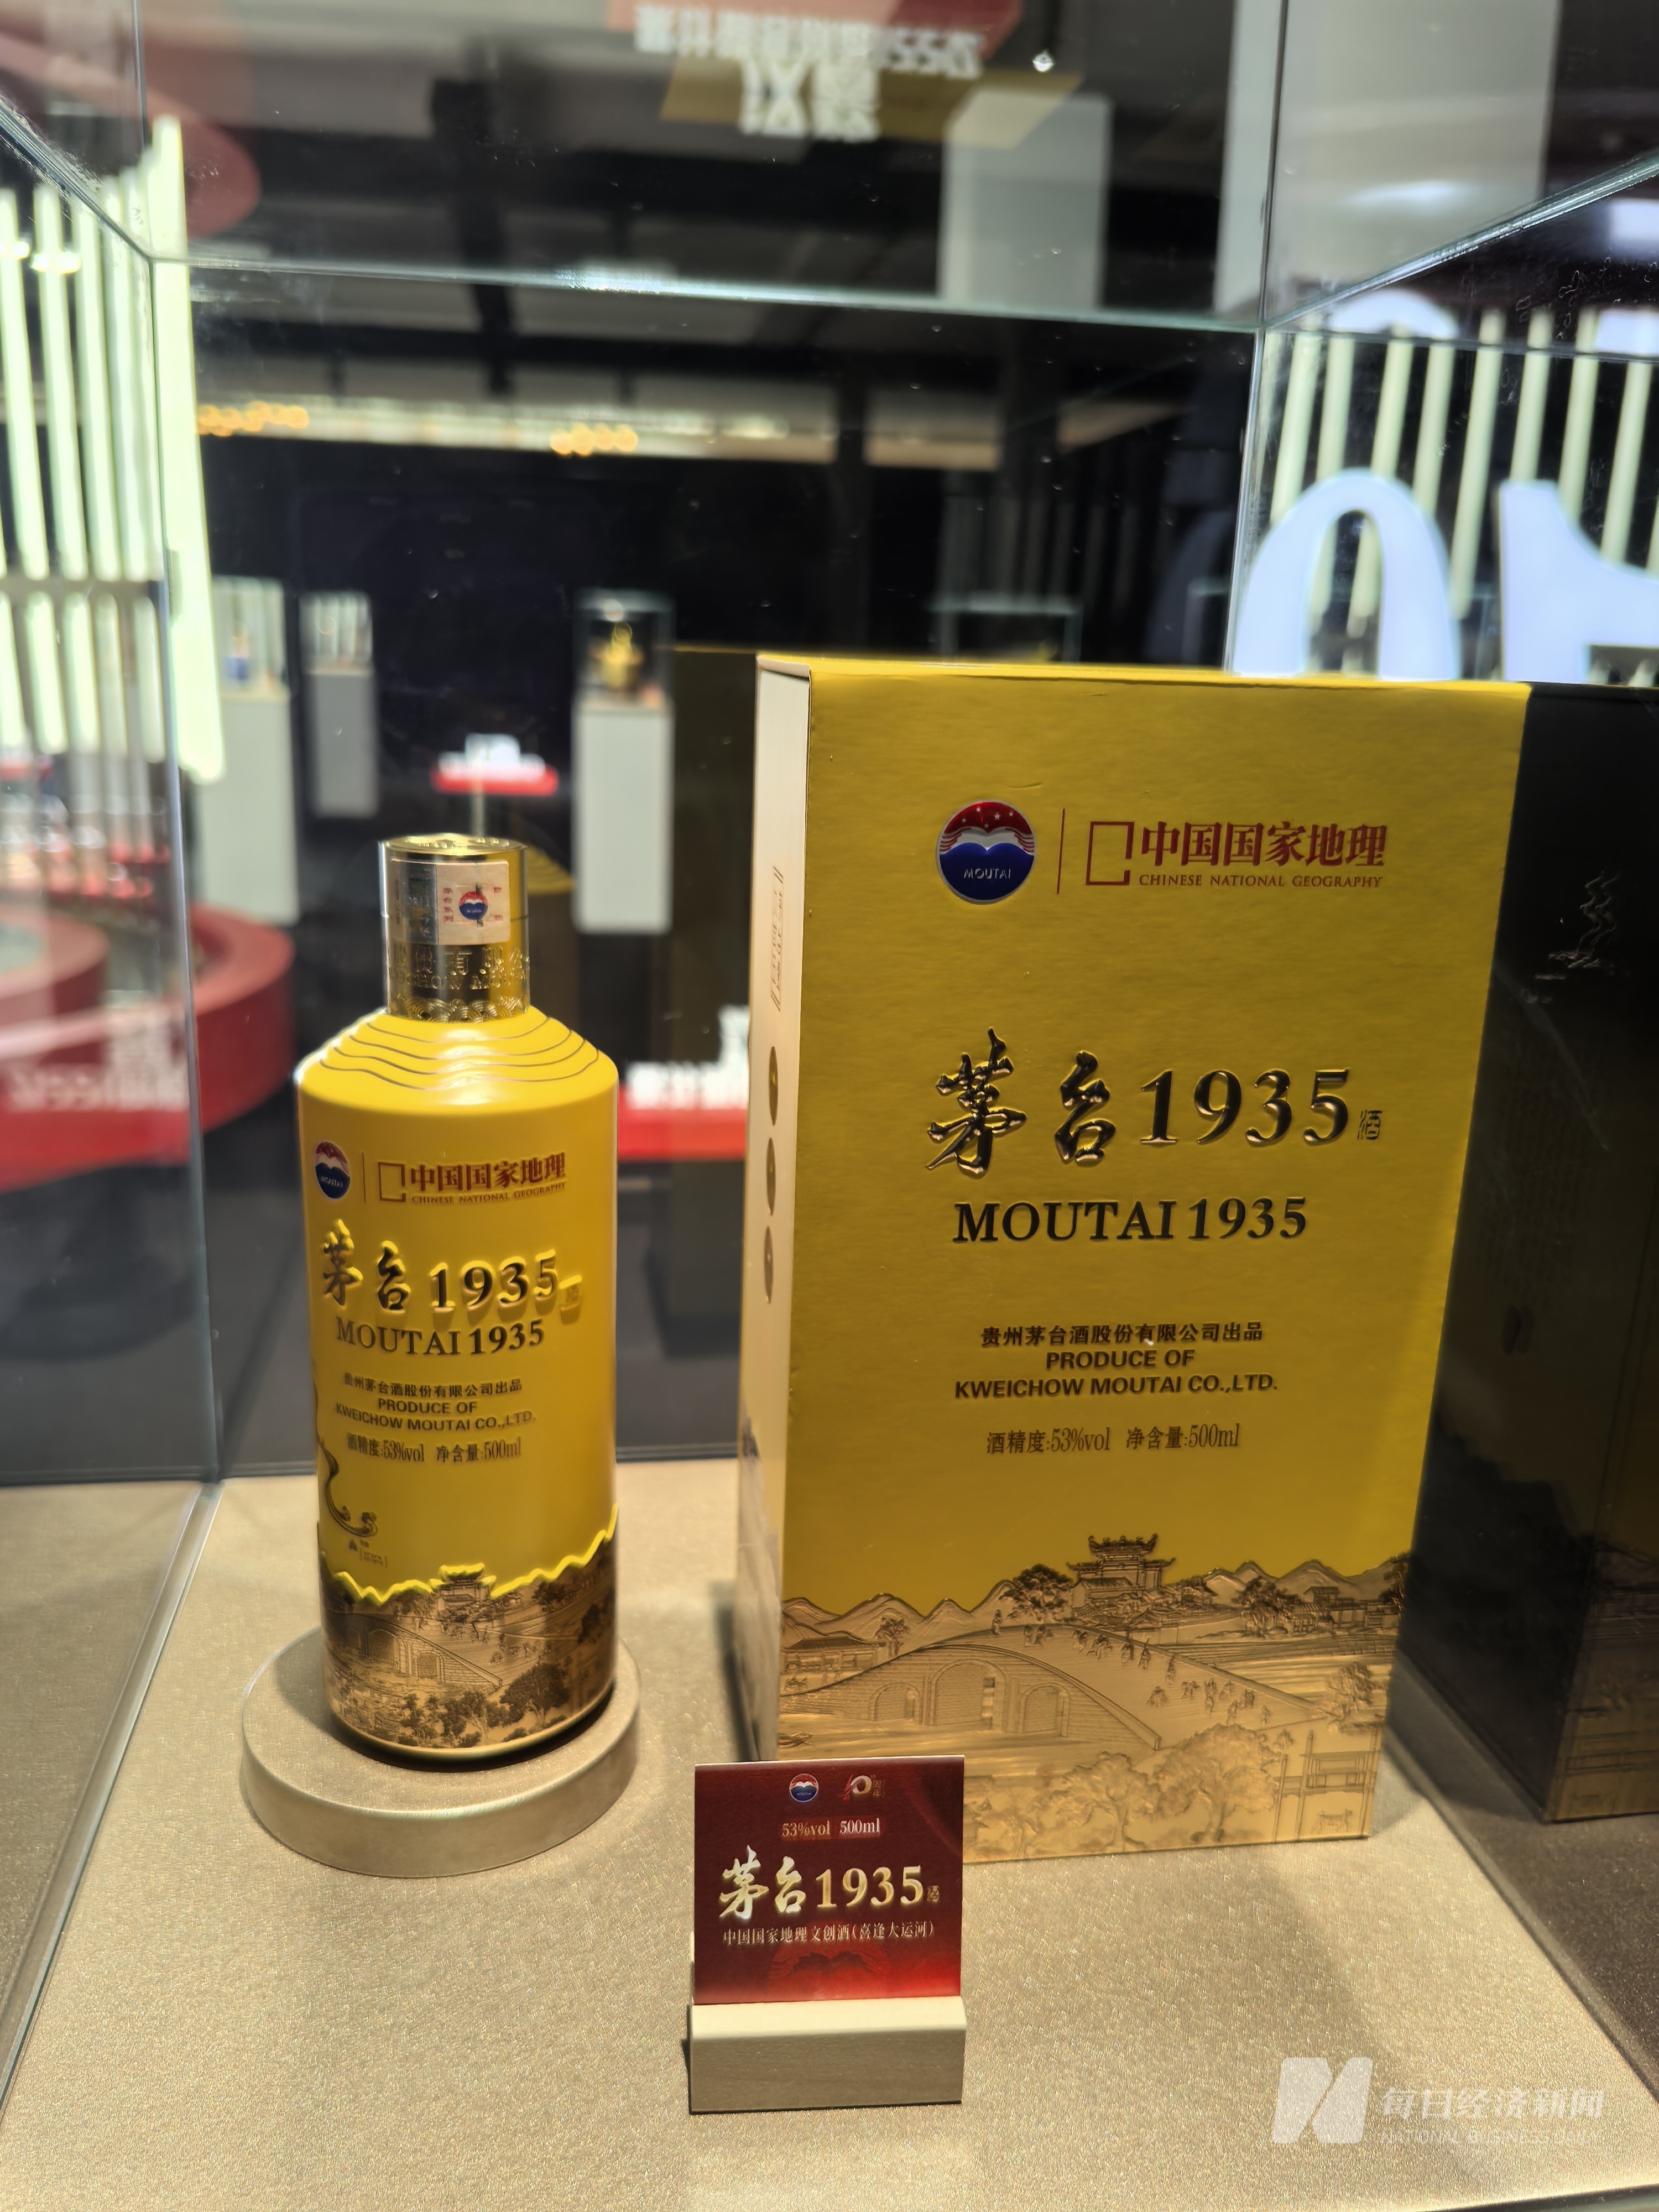 MOUTAI
中国国家地理
CHINESE NATIONAL GEOGRAPHY
茅台1935酒
MOUTAI 1935
贵州茅台酒股份有限公司出品
PRODUCE OF
KWEICHOW MOUTAI CO.,LTD.
酒精度:53%vol 净含量:500ml
MOUTAI
中国国家地理
CHINESE NATIONAL GEOGRAPHY
茅台1935酒
MOUTAI 1935
贵州茅台酒股份有限公司出品
PRODUCE OF
KWEICHOW MOUTAI CO.,LTD.
酒精度:53%vol 净含量:500ml
53%vol 500ml
茅台1935酒
中国国家地理文创酒(喜逢大运河)
每日经济新闻
NATIONAL BUSINESS DAILY